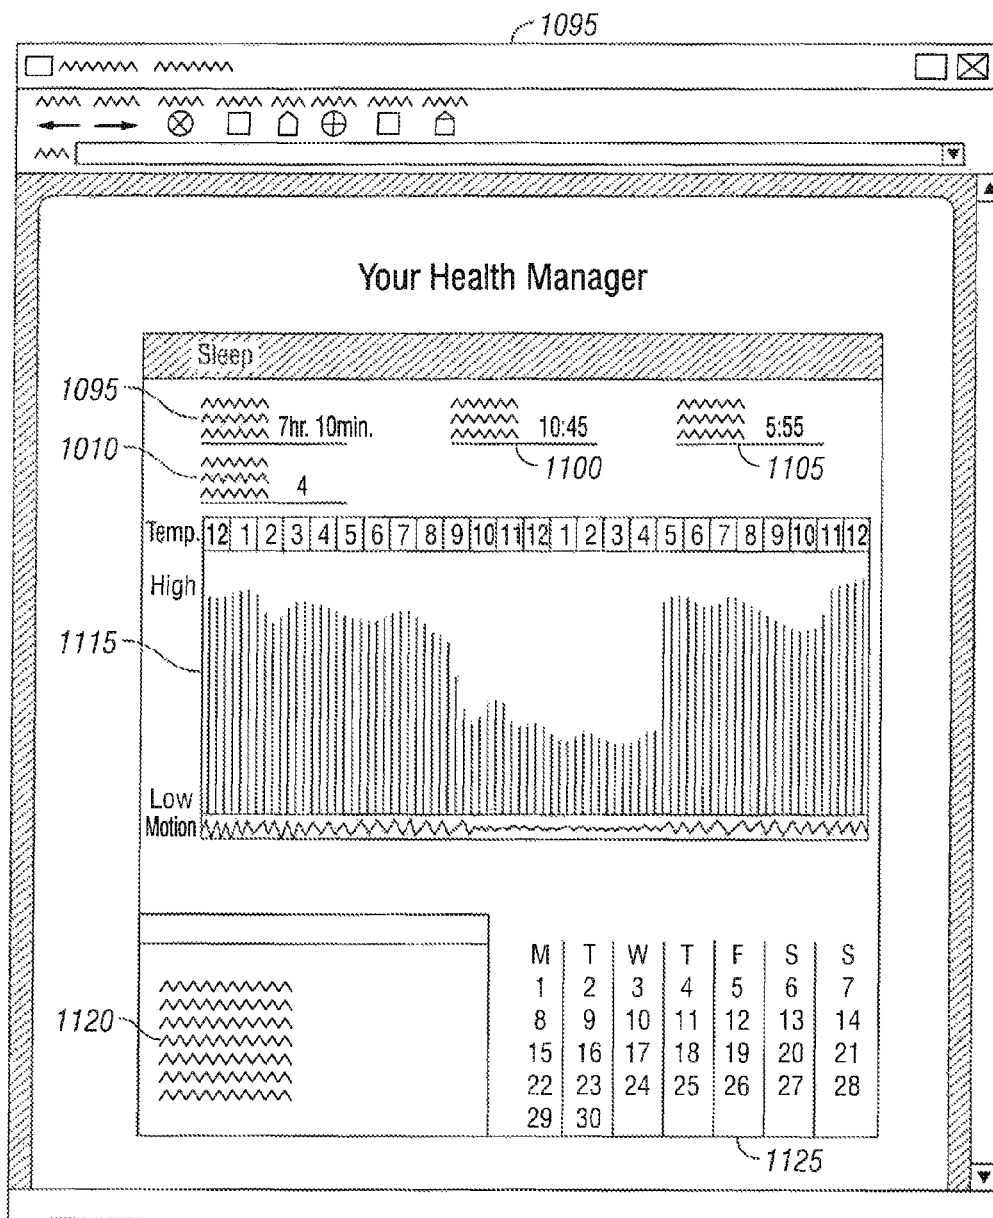 1095
Your Health Manager
Sleep
1095
7hr. 10min.
10:45
5:55
1100
1105
1010
4
Temp. 12 1 2 3 4 5 6 7 8 9 10 11 12 1 2 3 4 5 6 7 8 9 10 11 12
High
1115
Low
Motion
M T W T F S S
1 2 3 4 5 6 7
8 9 10 11 12 13 14
15 16 17 18 19 20 21
22 23 24 25 26 27 28
29 30
1120
1125